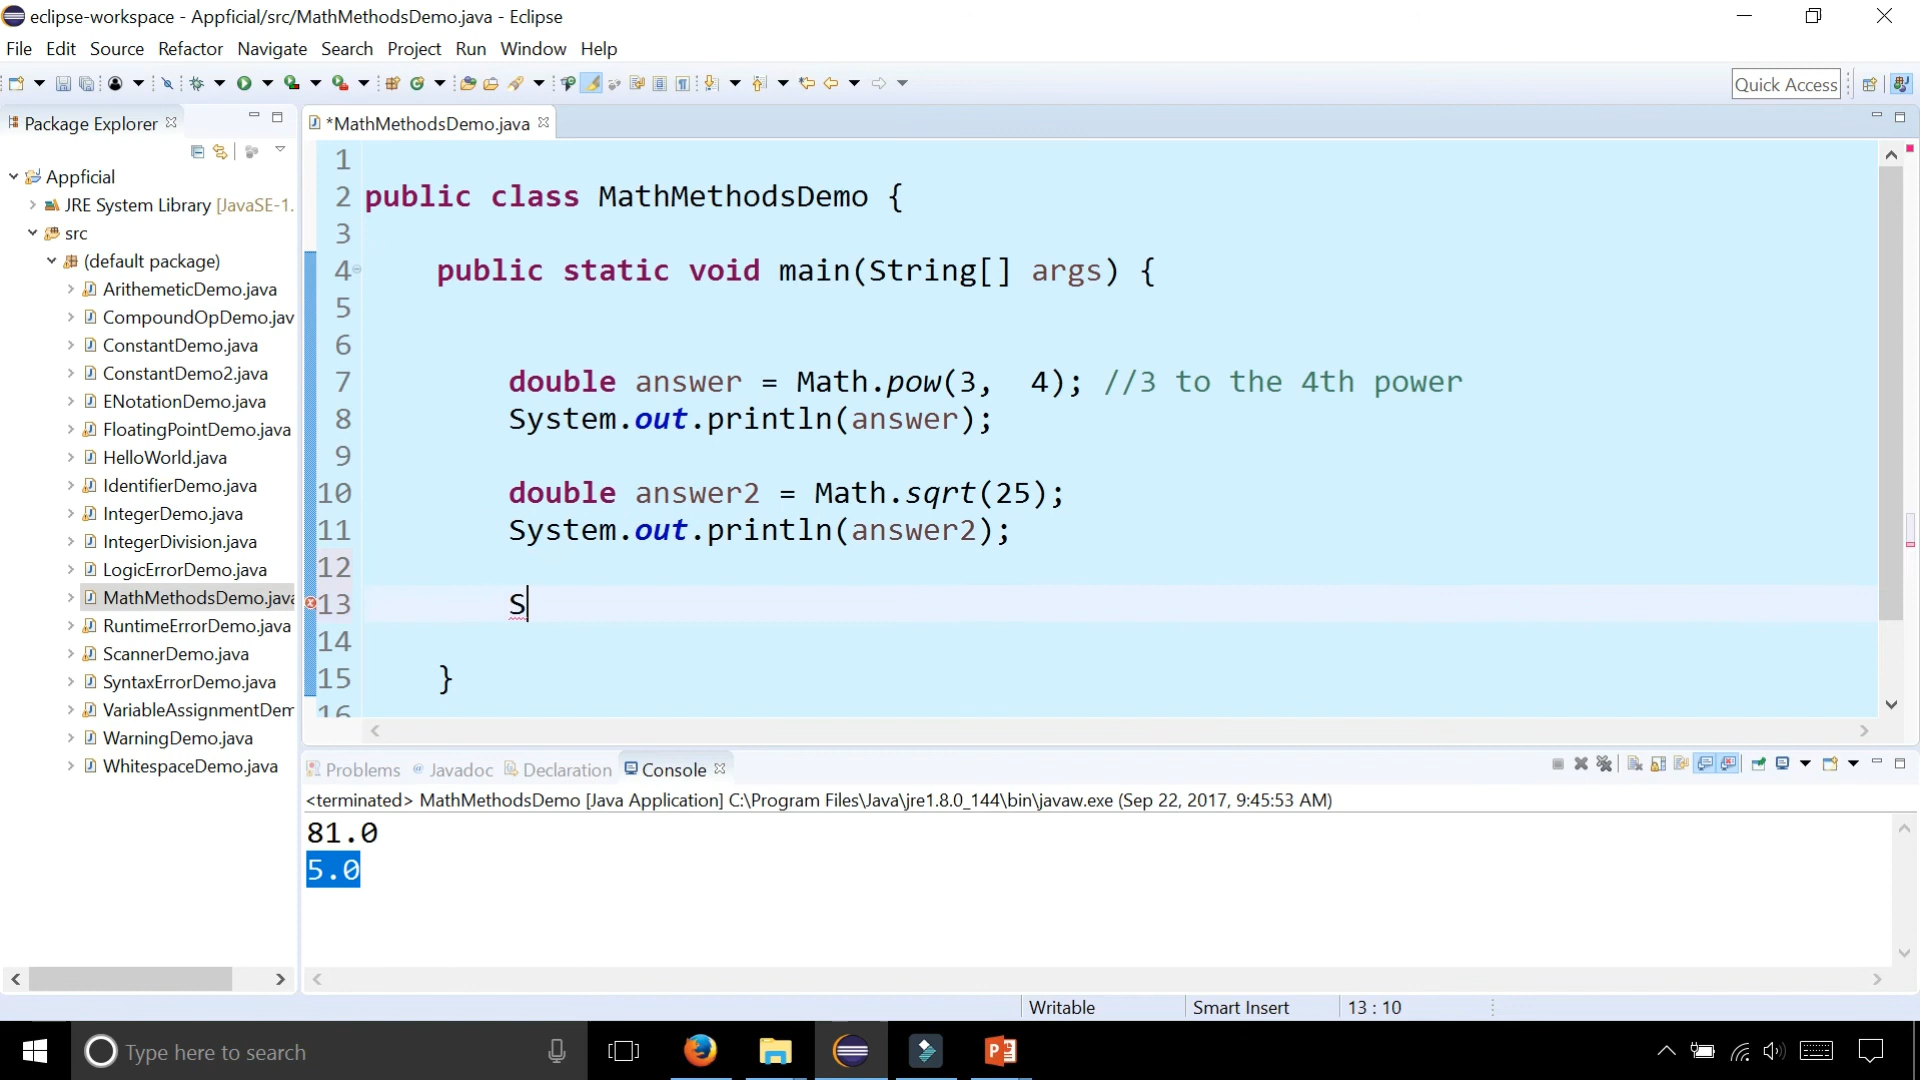 eclipse-workspace - Appficial/src/MathMethodsDemo.java - Eclipse
File Edit Source Refactor Navigate Search Project Run Window Help
Quick Access
Package Explorer
*MathMethodsDemo.java
Appficial
JRE System Library [JavaSE-1.
src
(default package)
ArithemeticDemo.java
CompoundOpDemo.jav
ConstantDemo.java
ConstantDemo2.java
ENotationDemo.java
FloatingPointDemo.java
HelloWorld.java
IdentifierDemo.java
IntegerDemo.java
IntegerDivision.java
LogicErrorDemo.java
MathMethodsDemo.java
RuntimeErrorDemo.java
ScannerDemo.java
SyntaxErrorDemo.java
VariableAssignmentDem
WarningDemo.java
WhitespaceDemo.java
1
2 public class MathMethodsDemo {
3
4 public static void main(String[] args) {
5
6
7 double answer = Math.pow(3,  4); //3 to the 4th power
8 System.out.println(answer);
9
10 double answer2 = Math.sqrt(25);
11 System.out.println(answer2);
12
13 S
14
15 }
16
Problems Javadoc Declaration Console
<terminated> MathMethodsDemo [Java Application] C:\Program Files\Java\jre1.8.0_144\bin\javaw.exe (Sep 22, 2017, 9:45:53 AM)
81.0
5.0
Writable Smart Insert 13 : 10
Type here to search